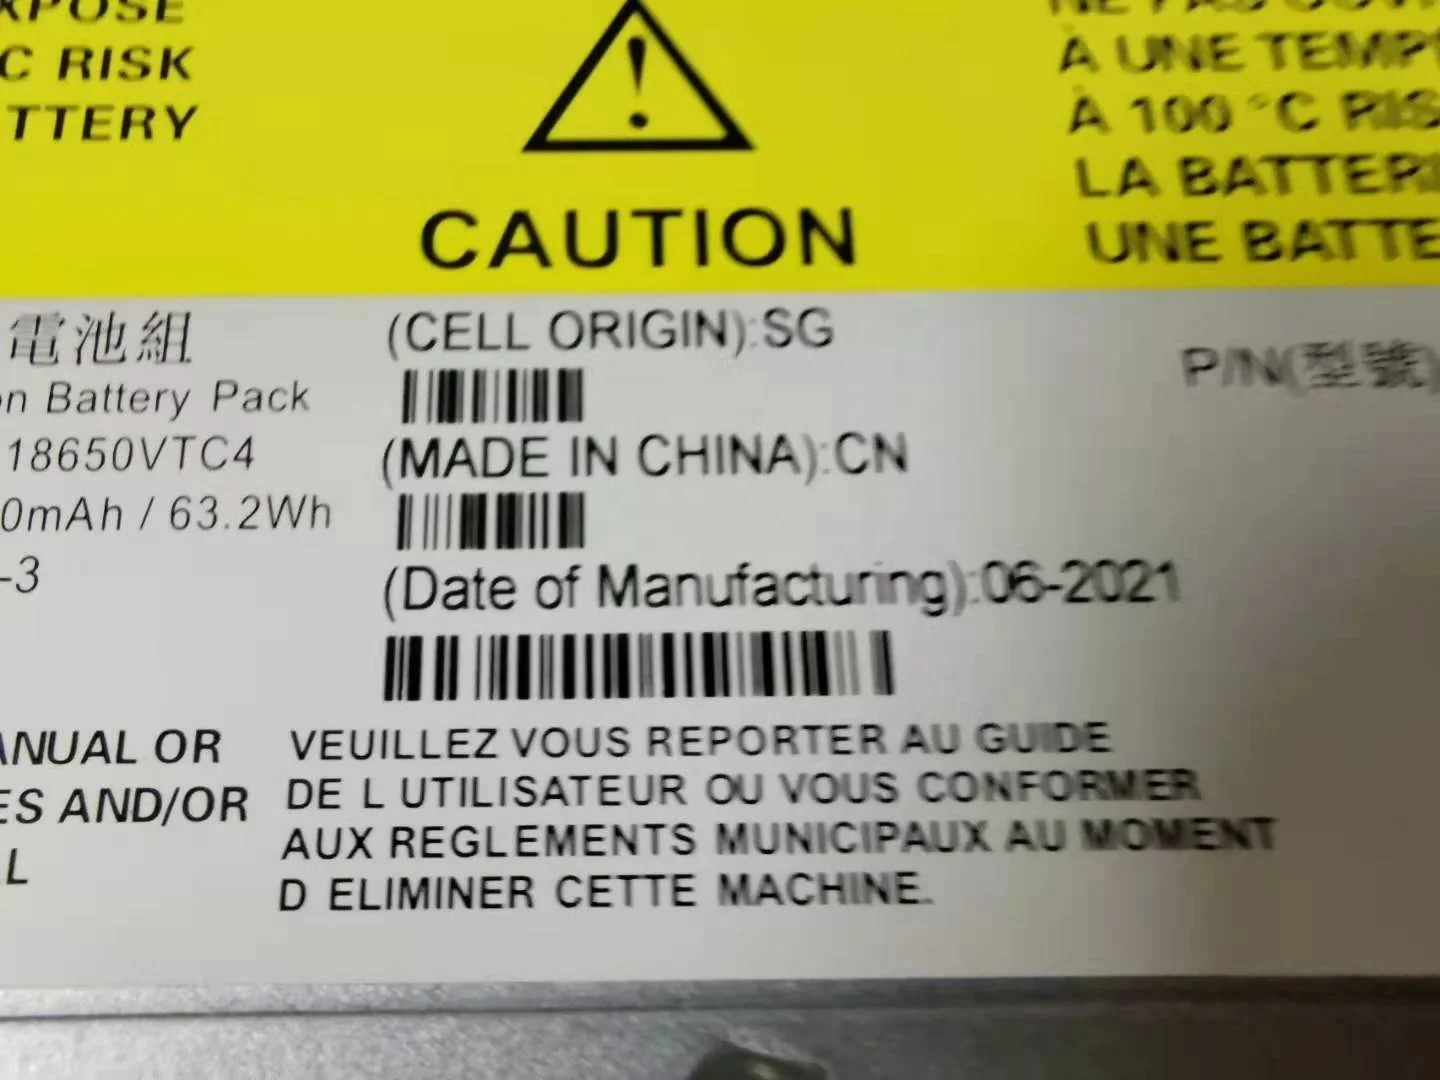 XPOSE
C RISK
TTERY
CAUTION
À UNE TEMP
À 100 °C RIS
LA BATTERI
UNE BATTE
電池組
on Battery Pack
18650VTC4
0mAh / 63.2Wh
-3
(CELL ORIGIN):SG
(MADE IN CHINA):CN
(Date of Manufacturing):06-2021
P/N(型號)
ANUAL OR
ES AND/OR
L
VEUILLEZ VOUS REPORTER AU GUIDE
DE L UTILISATEUR OU VOUS CONFORMER
AUX REGLEMENTS MUNICIPAUX AU MOMENT
D ELIMINER CETTE MACHINE.